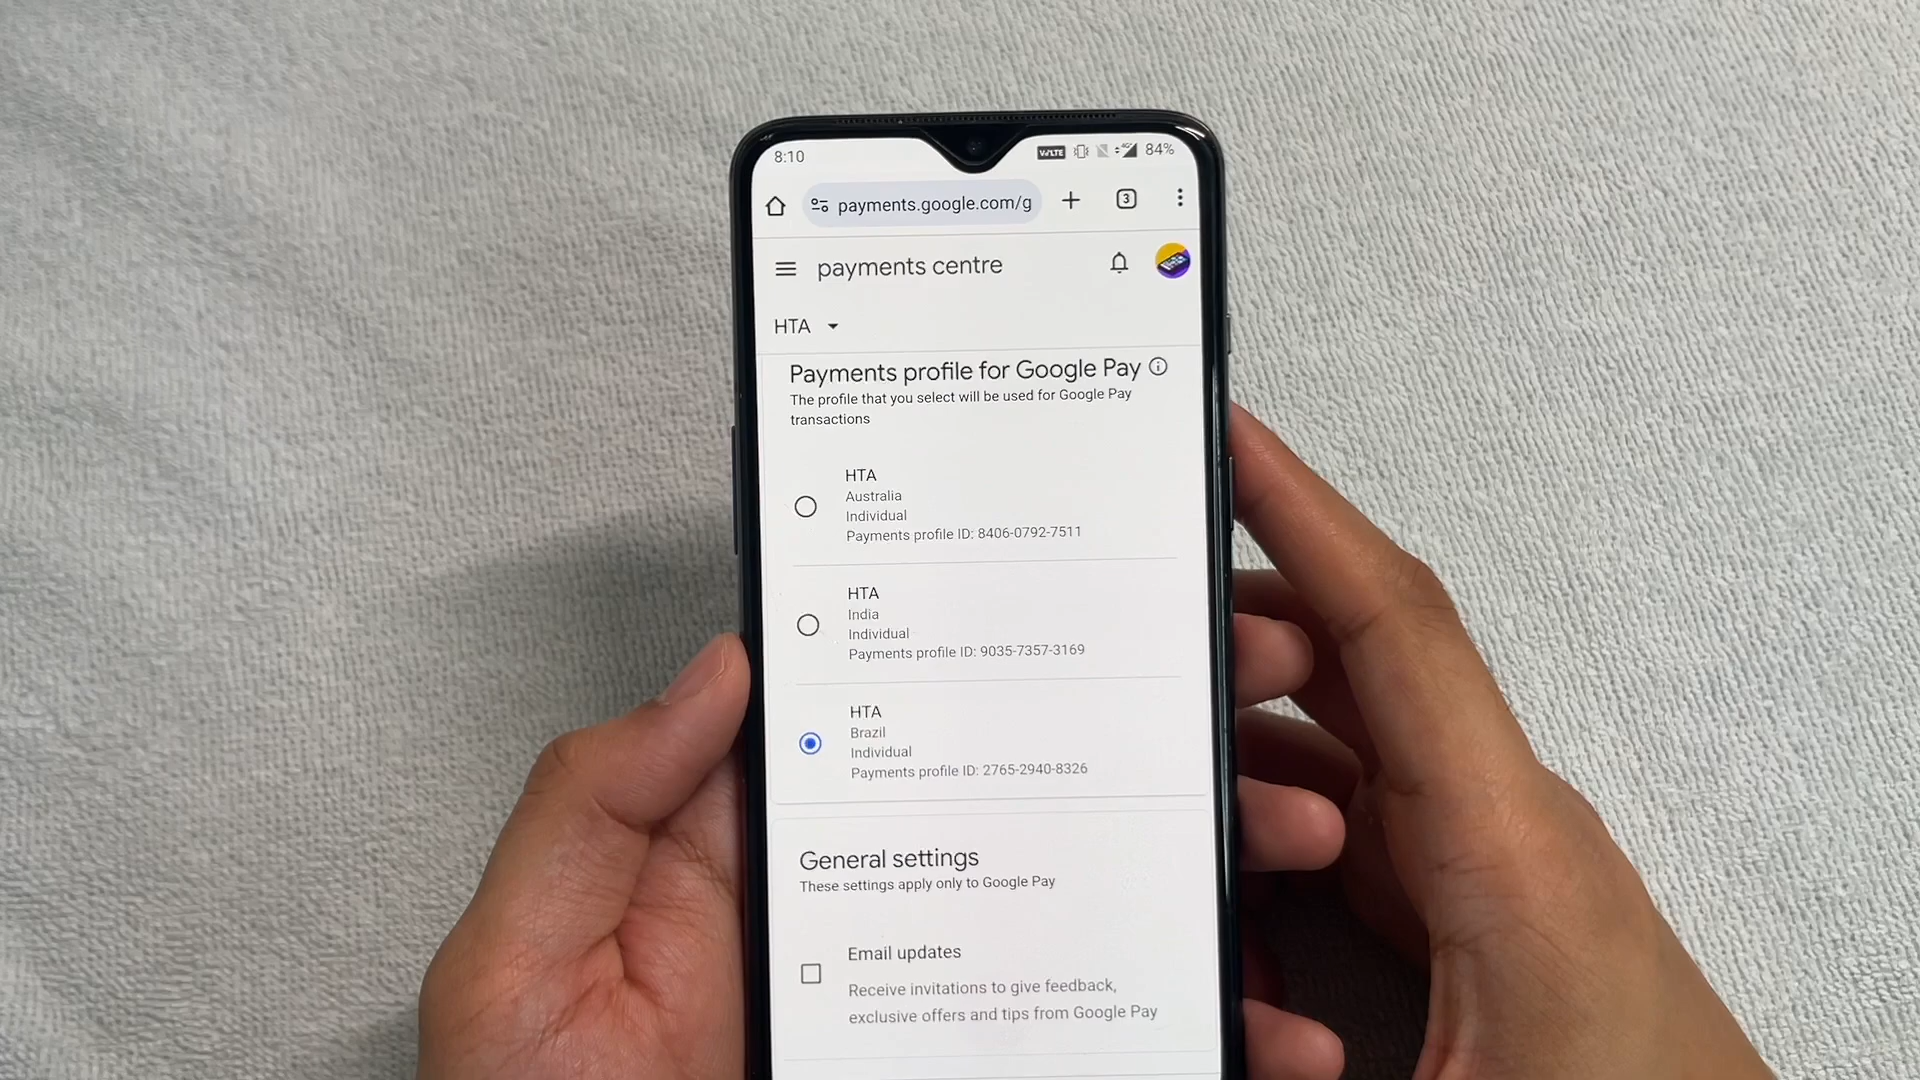 8:10
VoLTE
84%
payments.google.com/g
3
payments centre
HTA
Payments profile for Google Pay
The profile that you select will be used for Google Pay
transactions
HTA
Australia
Individual
Payments profile ID: 8406-0792-7511
HTA
India
Individual
Payments profile ID: 9035-7357-3169
HTA
Brazil
Individual
Payments profile ID: 2765-2940-8326
General settings
These settings apply only to Google Pay
Email updates
Receive invitations to give feedback,
exclusive offers and tips from Google Pay